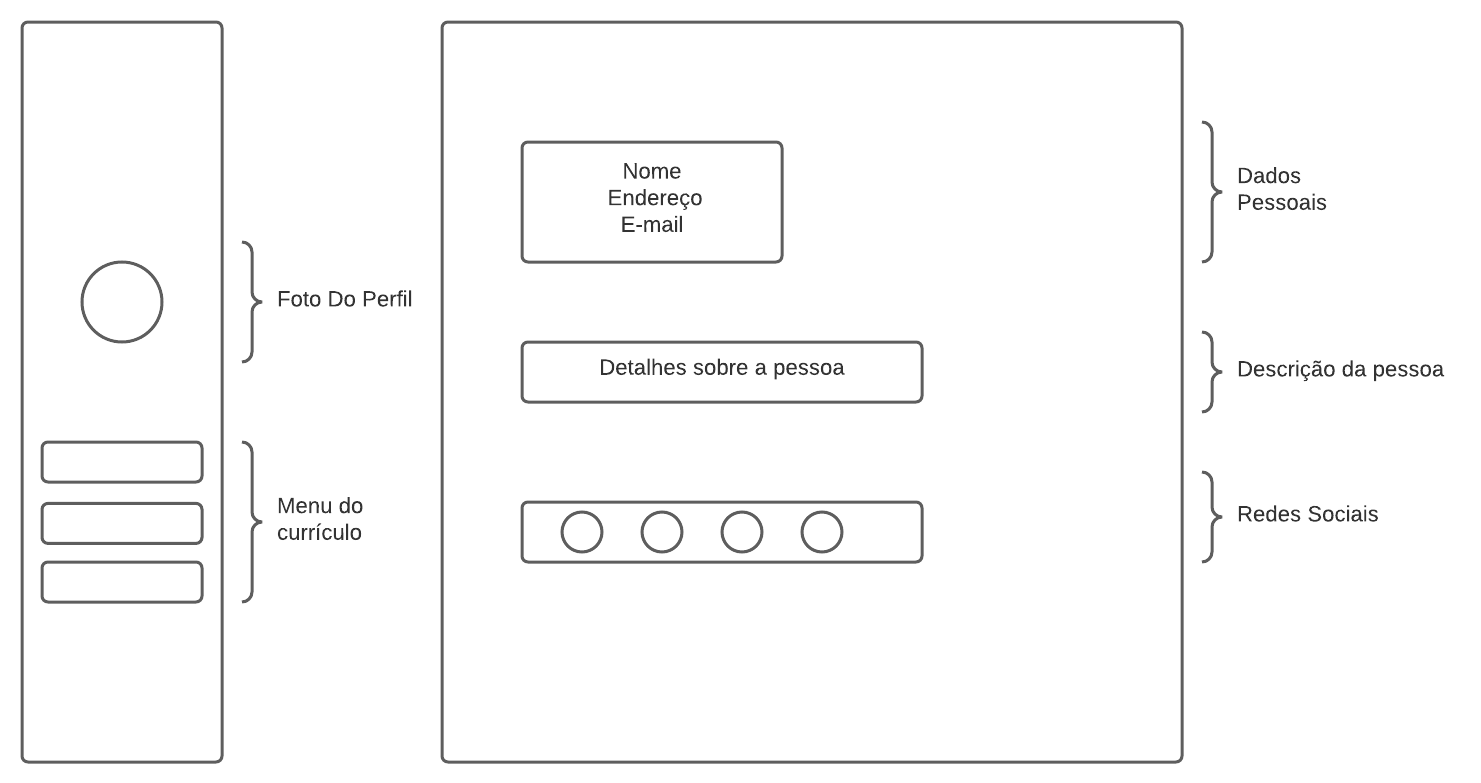 Foto Do Perfil
Menu do
currículo
Nome
Endereço
E-mail
Detalhes sobre a pessoa
Dados
Pessoais
Descrição da pessoa
Redes Sociais